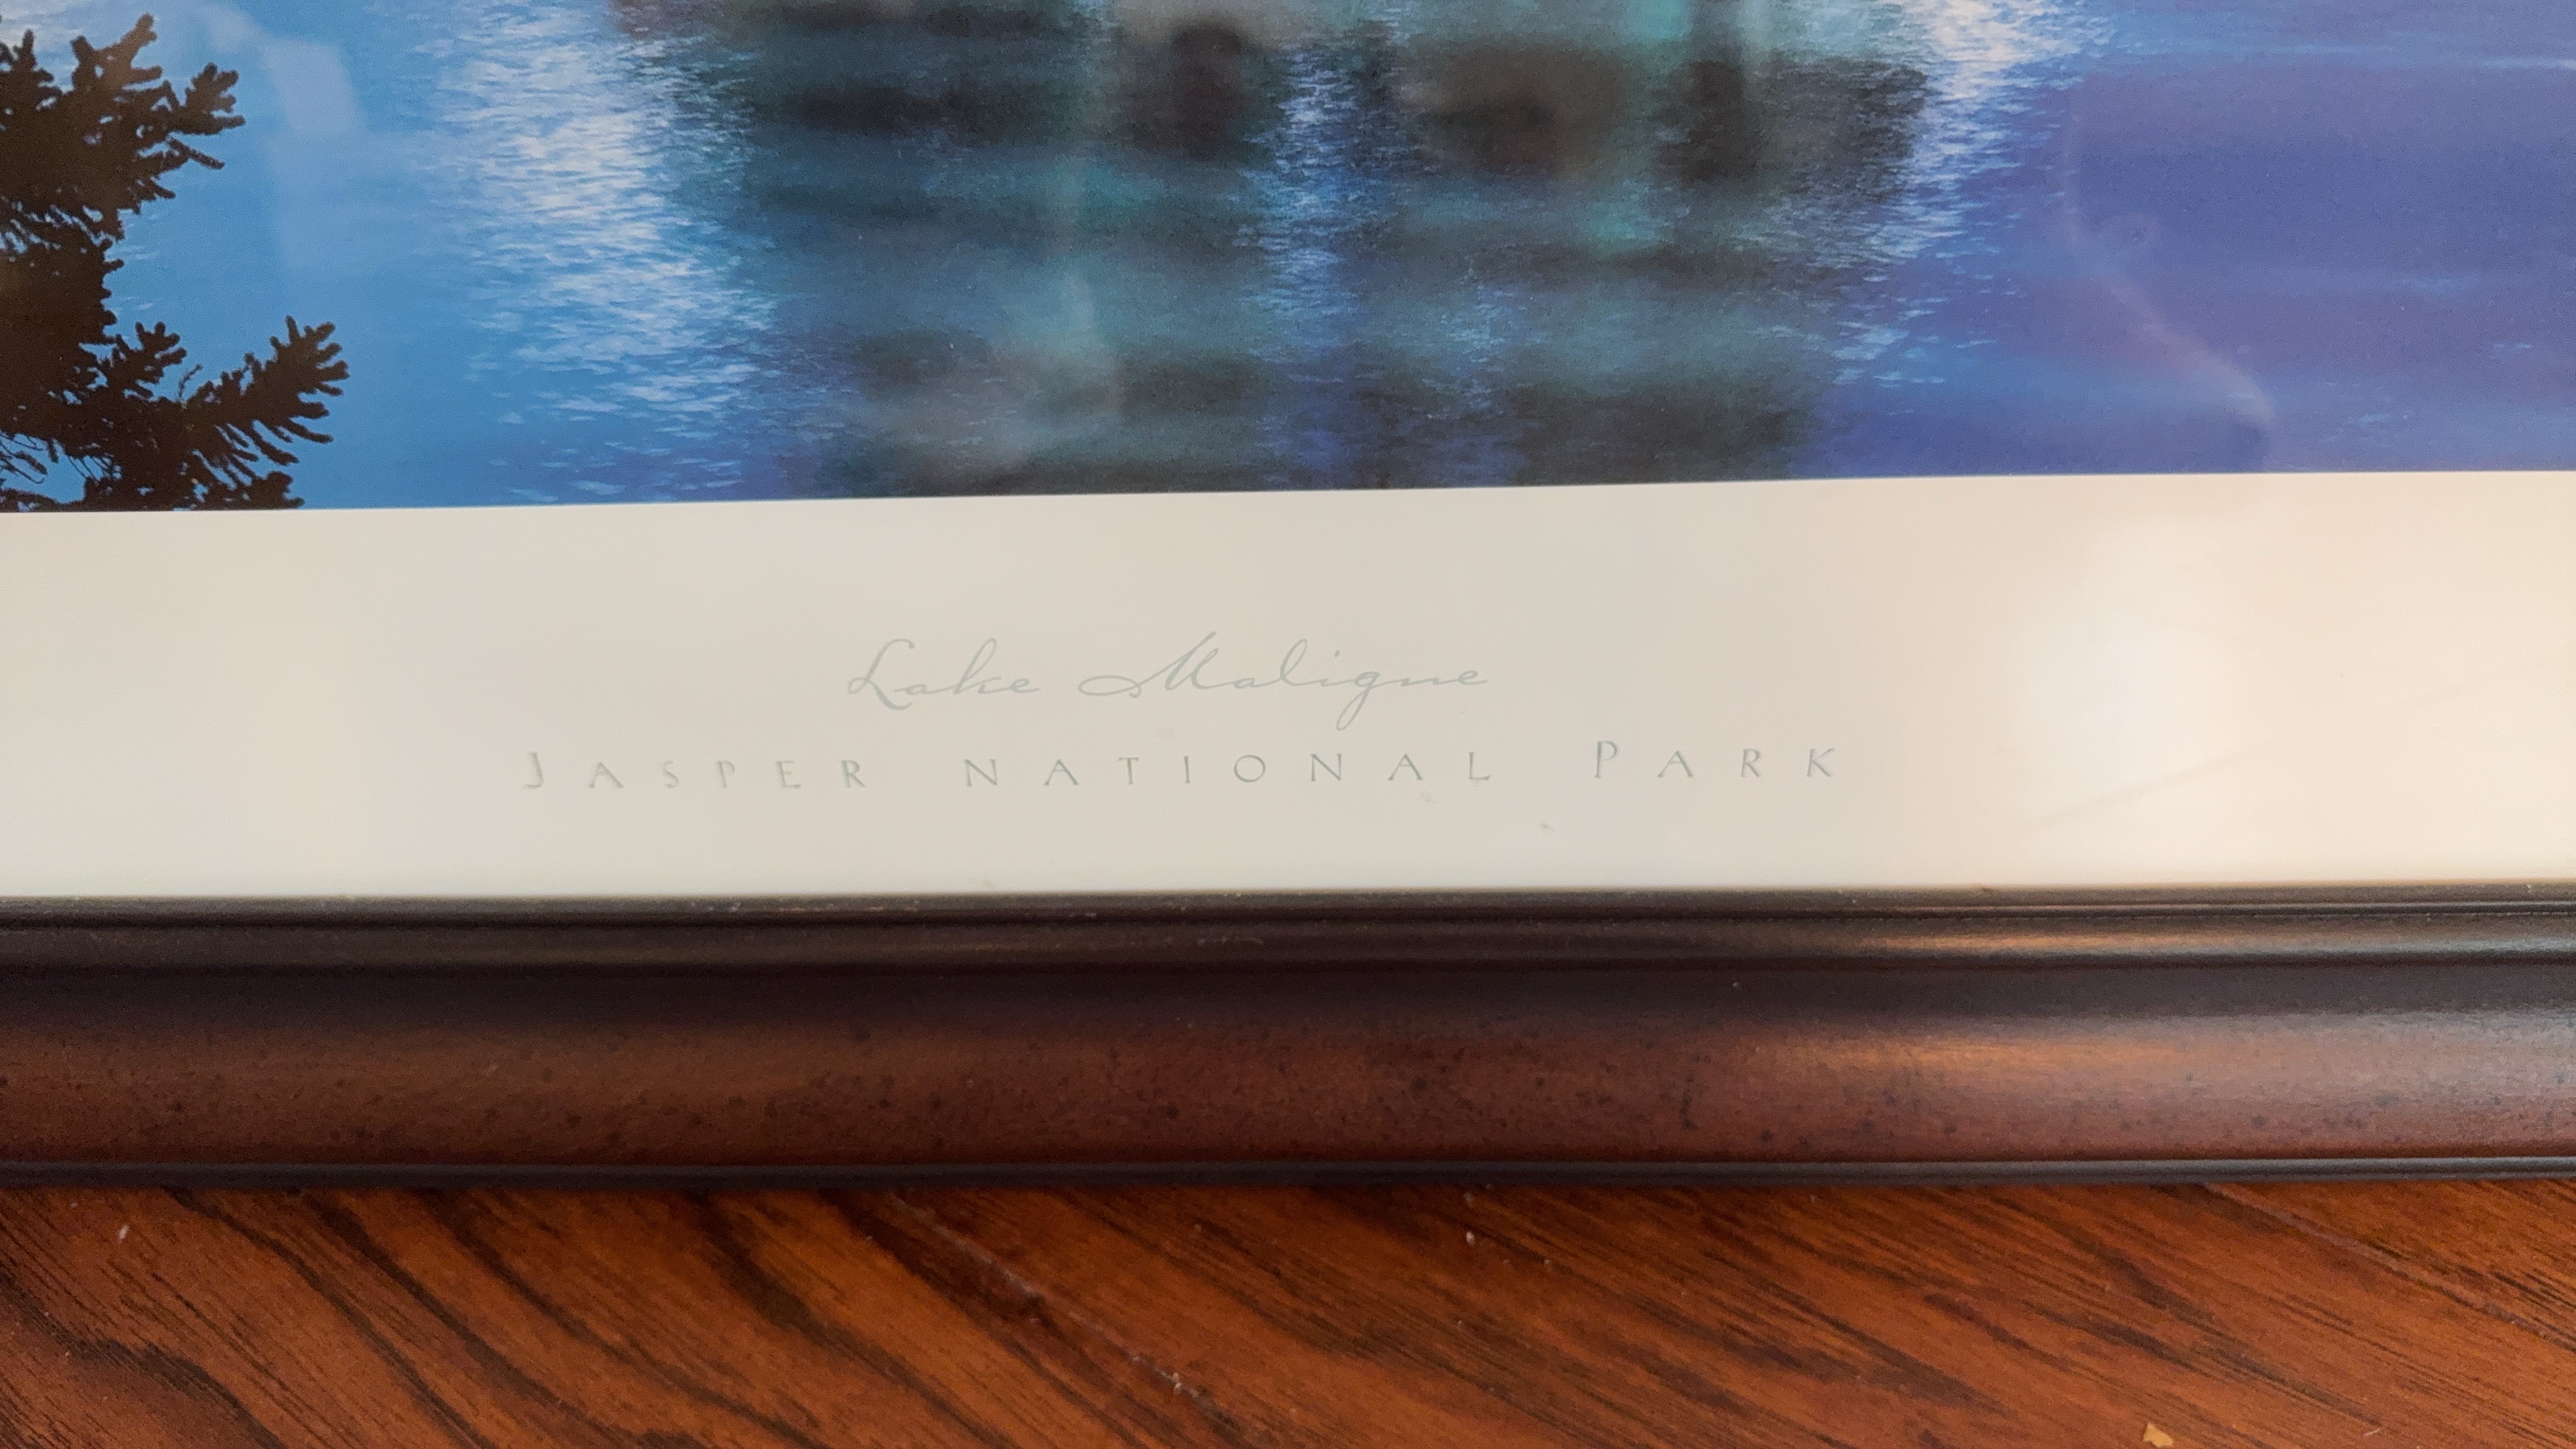 Lake Maligne
JASPER NATIONAL PARK